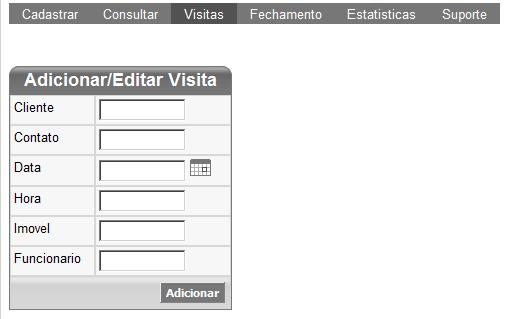 Cadastrar Consultar Visitas Fechamento Estatisticas Suporte
Adicionar/Editar Visita
Cliente
Contato
Data
Hora
Imovel
Funcionario
Adicionar